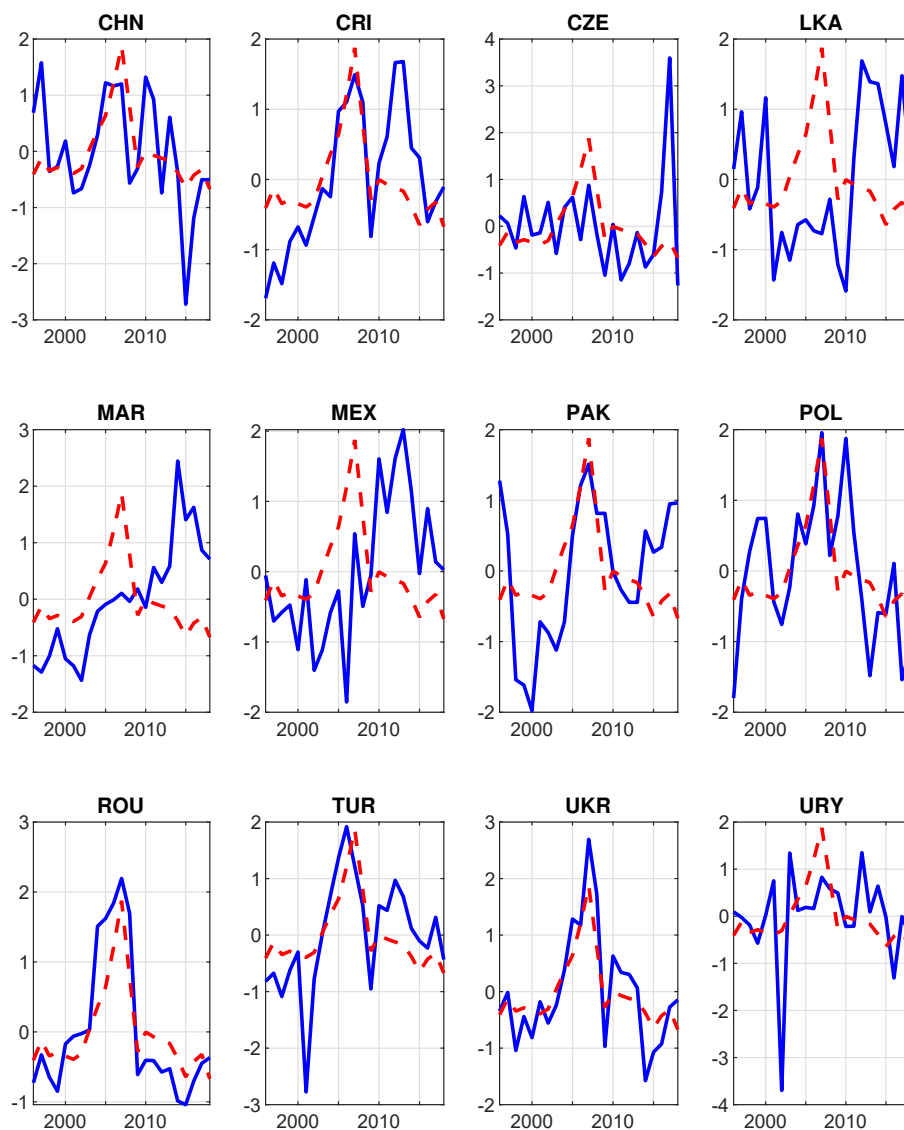 CHN CRI CZE LKA
2 2 4 2
1 1 3 1
0 0 2 0
-1 -1 1 -1
-2 -2 0 -2
-3 -1
-2
2000 2010 2000 2010 2000 2010 2000 2010
MAR MEX PAK POL
3 2 2 2
2 1 1 1
1 0 0 0
0 -1 -1 -1
-1 -2 -2 -2
-2
2000 2010 2000 2010 2000 2010 2000 2010
ROU TUR UKR URY
3 2 3 2
2 1 2 1
1 0 1 0
0 -1 0 -1
-1 -2 -1 -2
-3 -2 -3
-4
2000 2010 2000 2010 2000 2010 2000 2010